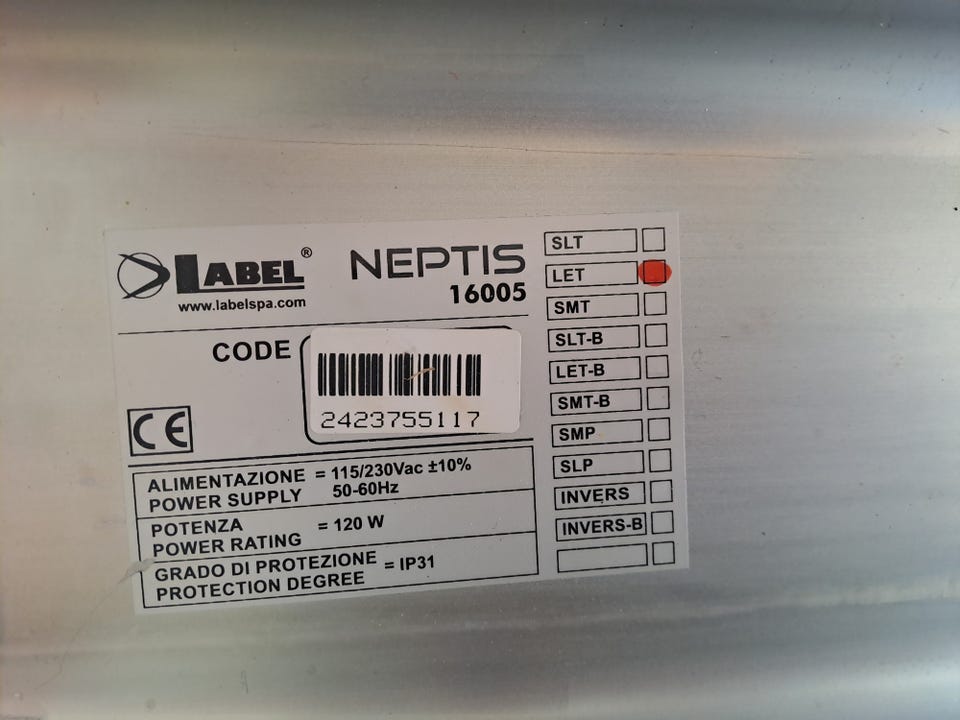 LABEL®
www.labelspa.com
NEPTIS
16005
CODE
2423755117
CE
ALIMENTAZIONE = 115/230Vac ±10%
POWER SUPPLY 50-60Hz
POTENZA = 120 W
POWER RATING
GRADO DI PROTEZIONE = IP31
PROTECTION DEGREE
SLT
LET
SMT
SLT-B
LET-B
SMT-B
SMP
SLP
INVERS
INVERS-B